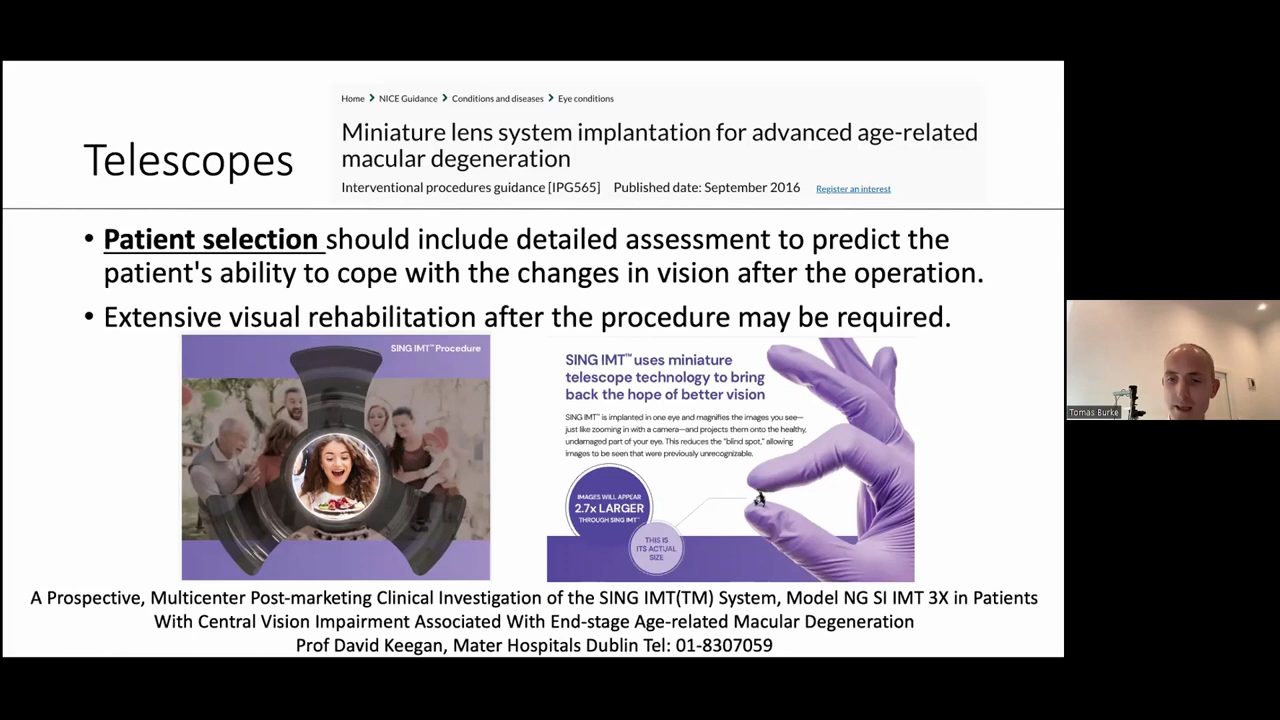 Home > NICE Guidance > Conditions and diseases > Eye conditions
Telescopes
Miniature lens system implantation for advanced age-related
macular degeneration
Interventional procedures guidance [IPG565] Published date: September 2016 Register an interest
• Patient selection should include detailed assessment to predict the
patient's ability to cope with the changes in vision after the operation.
• Extensive visual rehabilitation after the procedure may be required.
SING IMT™ Procedure
SING IMT™ uses miniature
telescope technology to bring
back the hope of better vision
SING IMT™ is implanted in one eye and magnifies the images you see—
just like zooming in with a camera—and projects them onto the healthy,
undamaged part of your eye. This reduces the "blind spot," allowing
images to be seen that were previously unrecognizable.
IMAGES WILL APPEAR
2.7x LARGER
THROUGH SING IMT™
THIS IS
ITS ACTUAL
SIZE
A Prospective, Multicenter Post-marketing Clinical Investigation of the SING IMT(TM) System, Model NG SI IMT 3X in Patients
With Central Vision Impairment Associated With End-stage Age-related Macular Degeneration
Prof David Keegan, Mater Hospitals Dublin Tel: 01-8307059
Tomas Burke